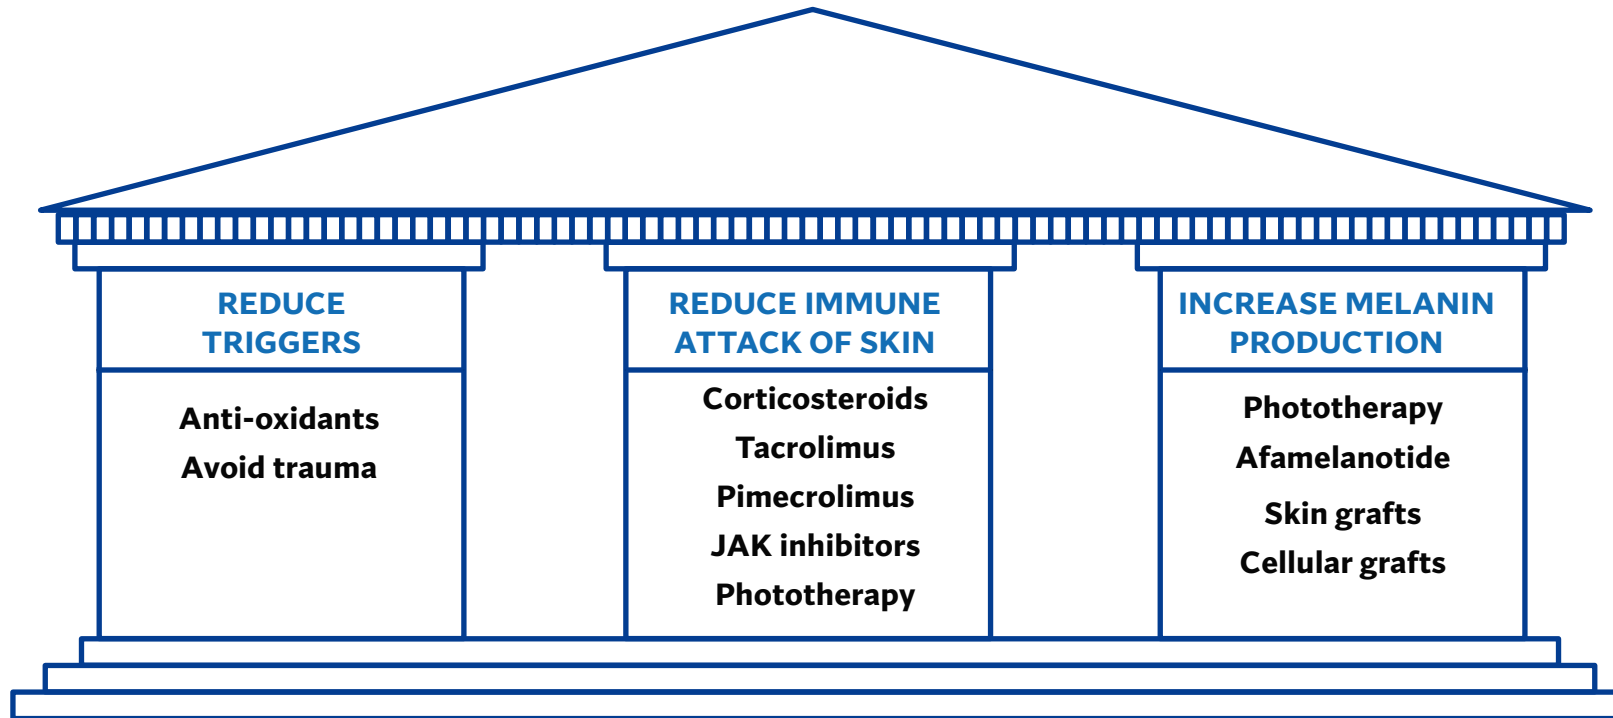 REDUCE
TRIGGERS
Anti-oxidants
Avoid trauma
REDUCE IMMUNE
ATTACK OF SKIN
Corticosteroids
Tacrolimus
Pimecrolimus
JAK inhibitors
Phototherapy
INCREASE MELANIN
PRODUCTION
Phototherapy
Afamelanotide
Skin grafts
Cellular grafts